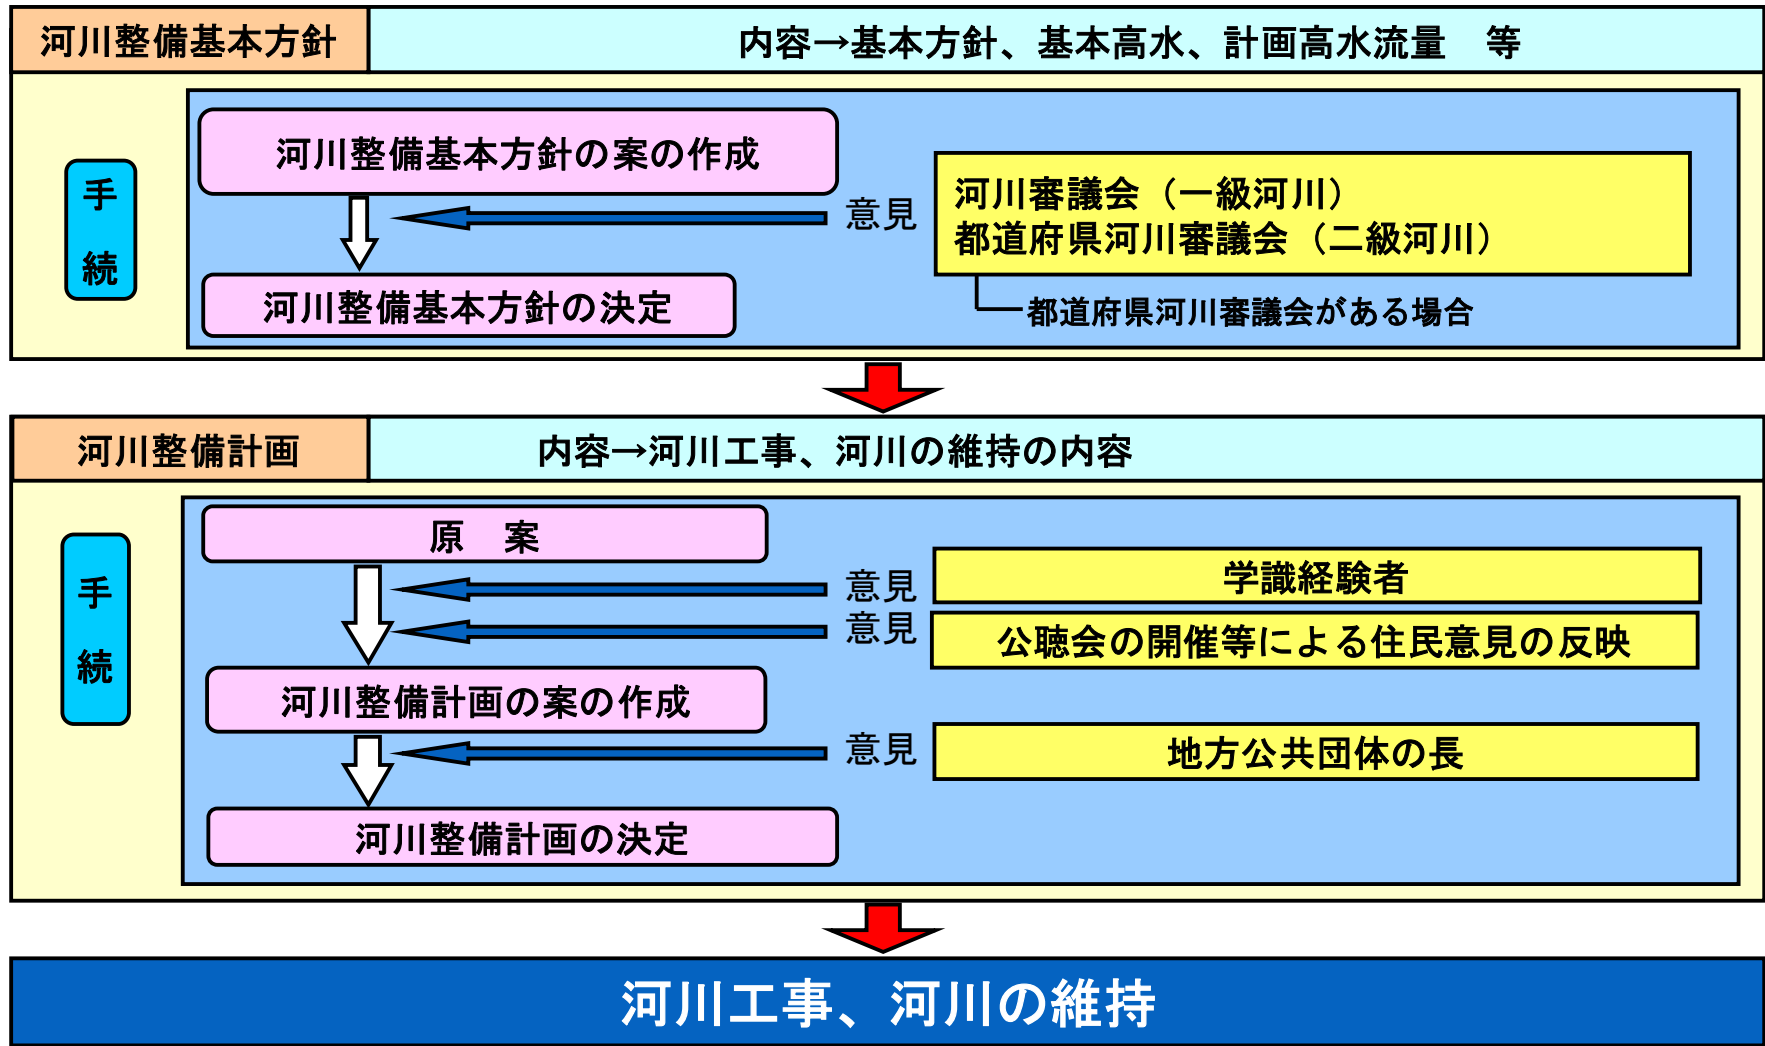 河川整備基本方針
内容→基本方針、基本高水、計画高水流量　等
手続
河川整備基本方針の案の作成
意見
河川審議会（一級河川）
都道府県河川審議会（二級河川）
都道府県河川審議会がある場合
河川整備基本方針の決定
河川整備計画
内容→河川工事、河川の維持の内容
手続
原　案
意見
学識経験者
意見
公聴会の開催等による住民意見の反映
河川整備計画の案の作成
意見
地方公共団体の長
河川整備計画の決定
河川工事、河川の維持